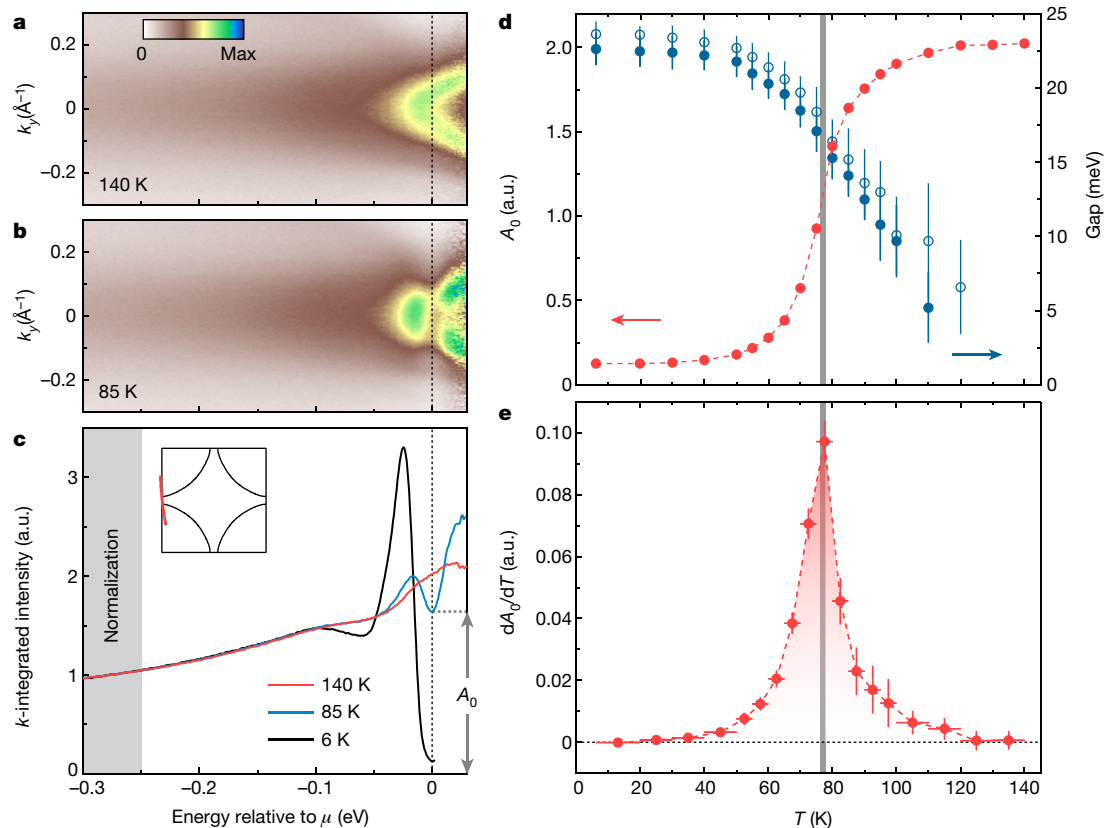 a
0
Max
0.2
0
−0.2
k_y(Å⁻¹)
140 K
b
0.2
0
−0.2
k_y(Å⁻¹)
85 K
c
3
2
1
0
k-integrated intensity (a.u.)
Normalization
140 K
85 K
6 K
A₀
−0.3
−0.2
−0.1
0
Energy relative to μ (eV)
d
2.0
1.5
1.0
0.5
0
A₀ (a.u.)
25
20
15
10
5
0
Gap (meV)
e
0.10
0.08
0.06
0.04
0.02
0
dA₀/dT (a.u.)
0
20
40
60
80
100
120
140
T (K)